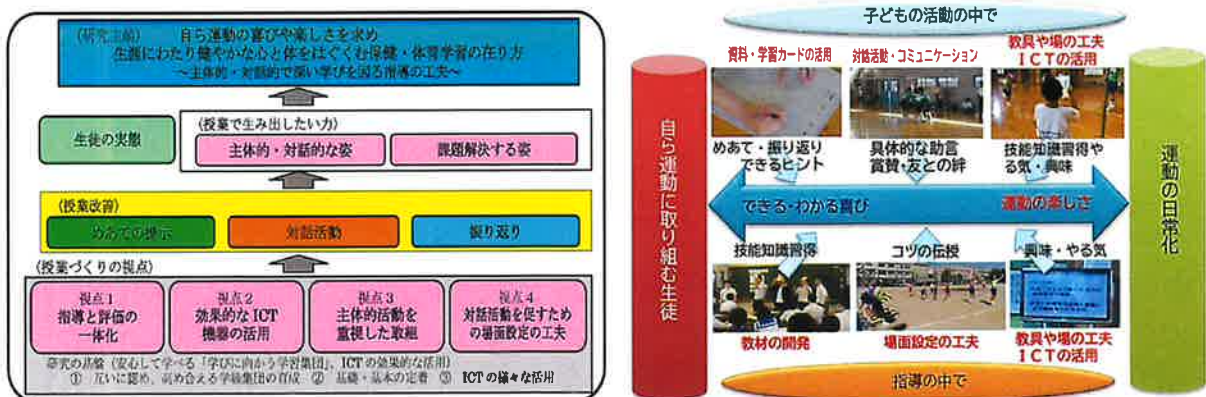 (研究主題) 自ら運動の喜びや楽しさを求め
生涯にわたり健やかな心と体をはぐくむ保健・体育学習の在り方
～主体的・対話的で深い学びを図る指導の工夫～
生徒の実態
(授業で生み出したい力)
主体的・対話的な姿
課題解決する姿
(授業改善)
めあての提示
対話活動
振り返り
(授業づくりの視点)
視点1
指導と評価の
一体化
視点2
効果的なICT
機器の活用
視点3
主体的活動を
重視した取組
視点4
対話活動を促すため
の場面設定の工夫
研究の基盤 (安心して学べる「学びに向かう学習集団」、ICTの効果的な活用)
① 互いに認め、高め合える学級集団の育成 ② 基礎・基本の定着 ③ ICTの様々な活用
子どもの活動の中で
資料・学習カードの活用
対話活動・コミュニケーション
教具や場の工夫
ICTの活用
めあて・振り返り
できるヒント
具体的な助言
賞賛・友との絆
技能知識習得や
る気・興味
自ら運動に取り組む生徒
できる・わかる喜び
運動の楽しさ
運動の日常化
技能知識習得
コツの伝授
興味・やる気
教材の開発
場面設定の工夫
教具や場の工夫
ICTの活用
指導の中で